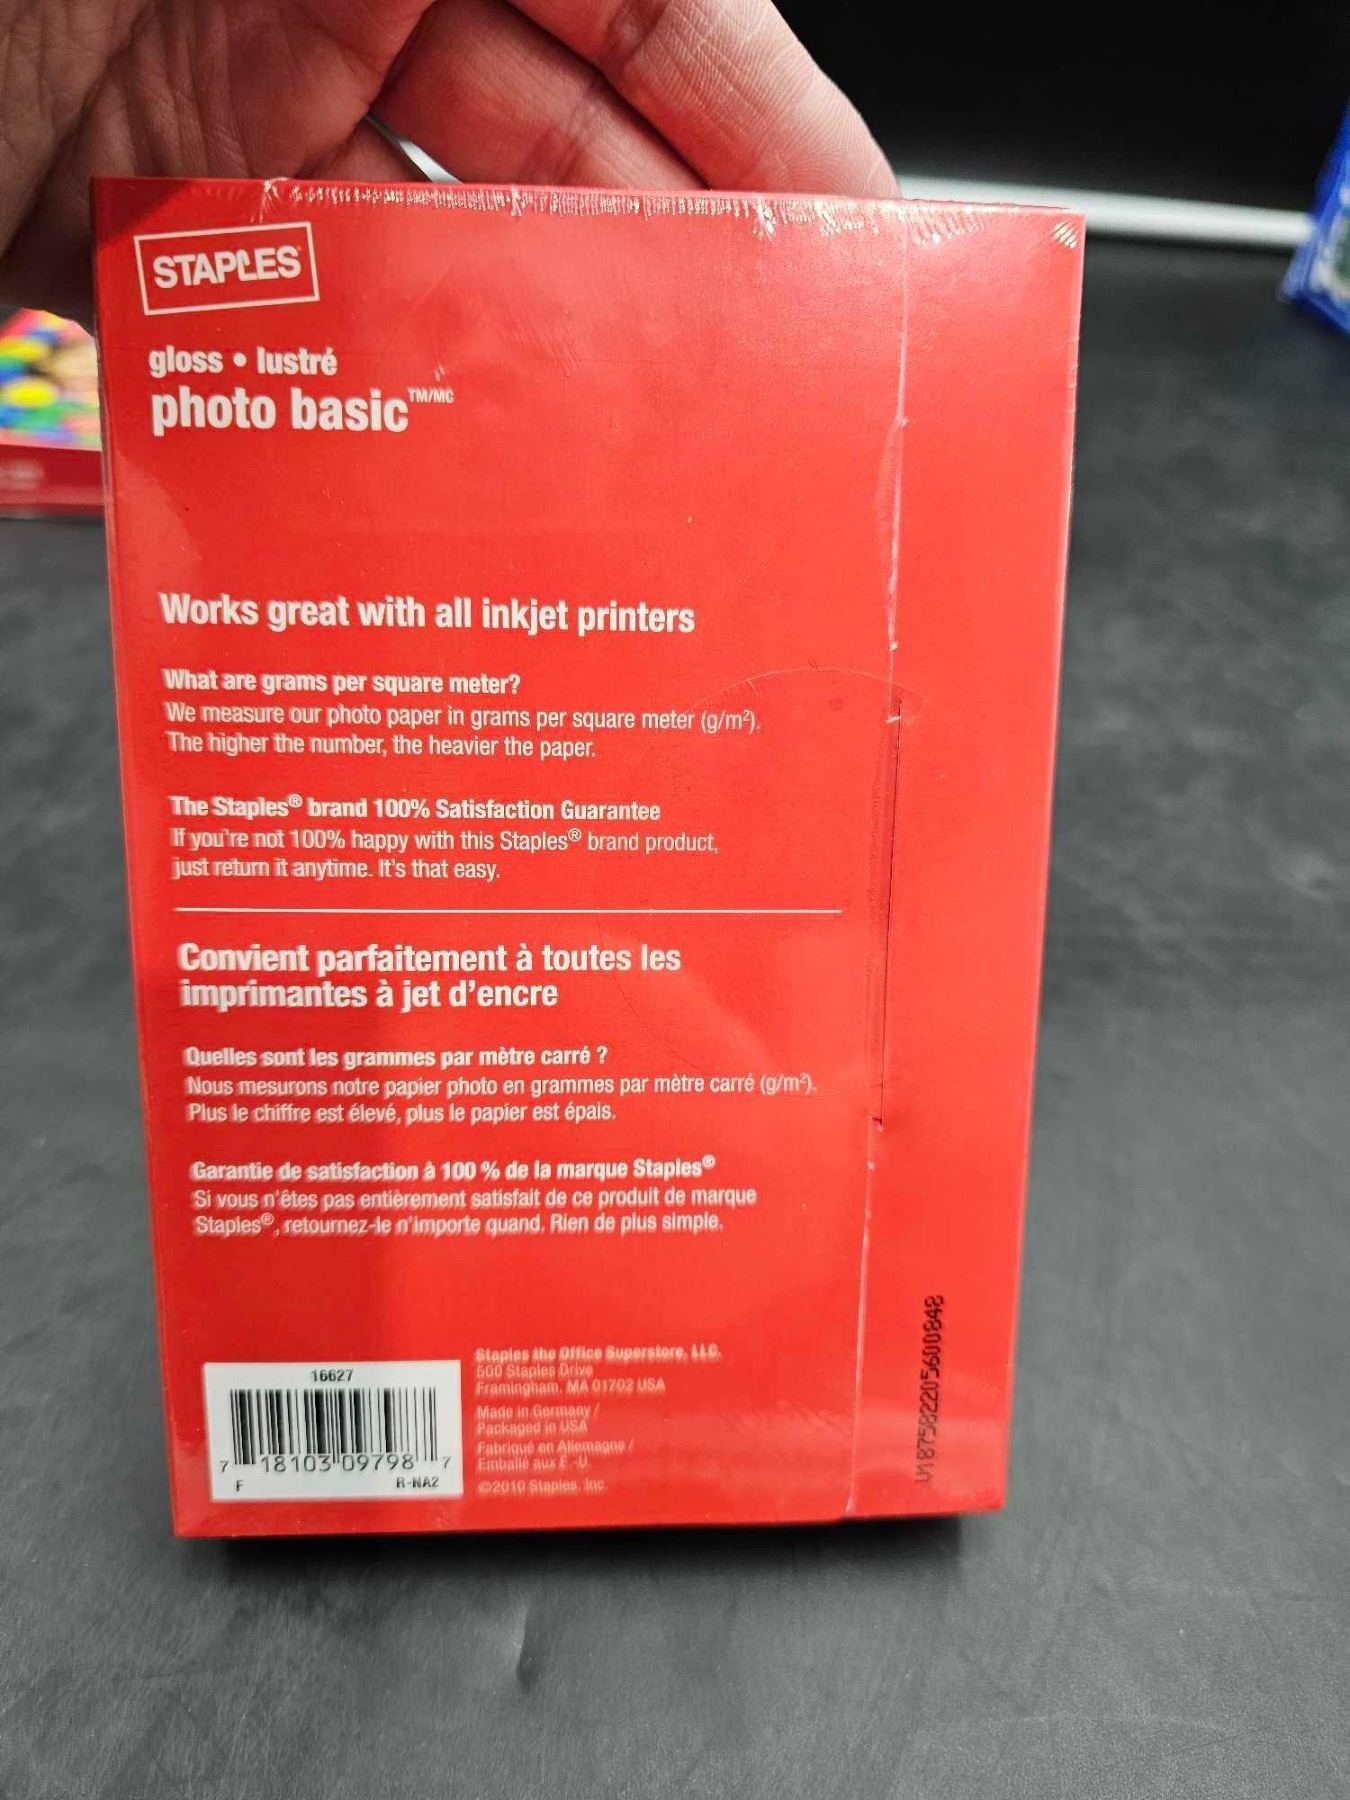 STAPLES
gloss • lustré
photo basic™/MC
Works great with all inkjet printers
What are grams per square meter?
We measure our photo paper in grams per square meter (g/m²).
The higher the number, the heavier the paper.
The Staples® brand 100% Satisfaction Guarantee
If you're not 100% happy with this Staples® brand product,
just return it anytime. It's that easy.
Convient parfaitement à toutes les
imprimantes à jet d'encre
Quelles sont les grammes par mètre carré ?
Nous mesurons notre papier photo en grammes par mètre carré (g/m²).
Plus le chiffre est élevé, plus le papier est épais.
Garantie de satisfaction à 100 % de la marque Staples®
Si vous n'êtes pas entièrement satisfait de ce produit de marque
Staples®, retournez-le n'importe quand. Rien de plus simple.
Staples the Office Superstore, LLC.
500 Staples Drive
Framingham, MA 01702 USA
Made in Germany /
Packaged in USA
Fabriqué en Allemagne /
Emballé aux É.-U.
©2010 Staples, Inc.
16627
7 18103 09798 7
F R-NA2